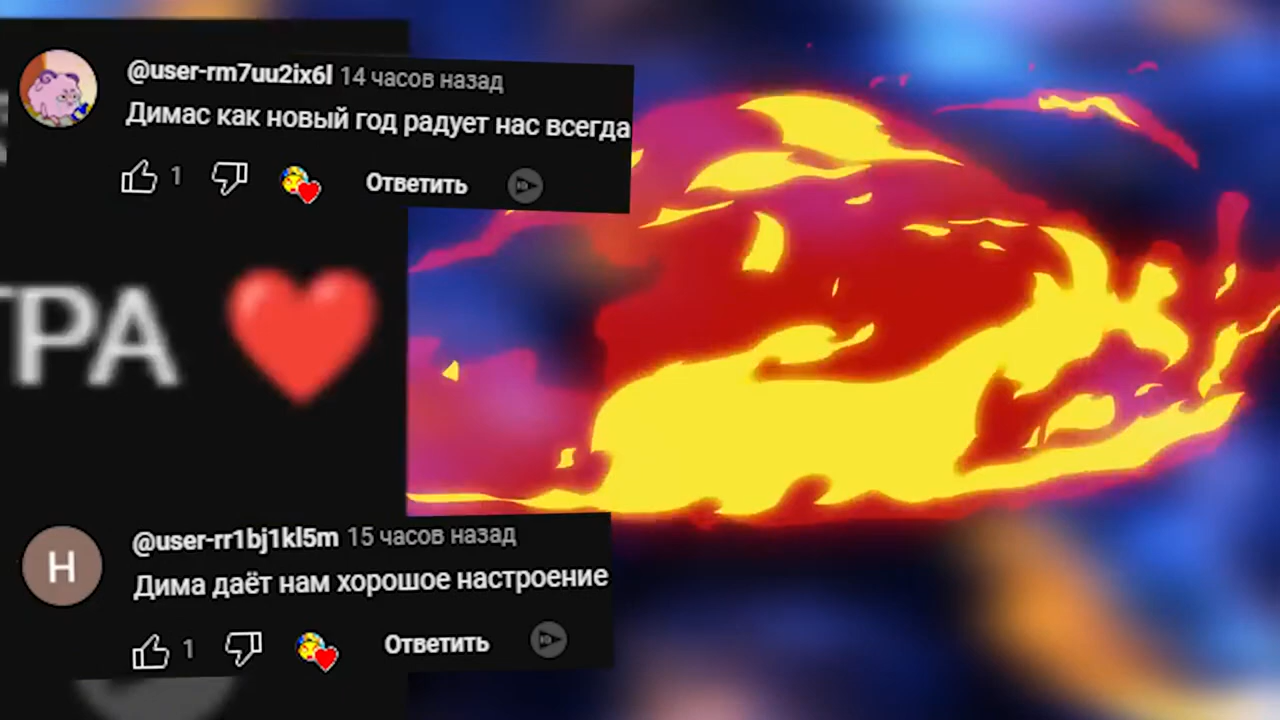 @user-rm7uu2ix6l 14 часов назад
Димас как новый год радует нас всегда
1 Ответить
ТРА ❤️
@user-rr1bj1kl5m 15 часов назад
Н
Дима даёт нам хорошое настроение
1 Ответить